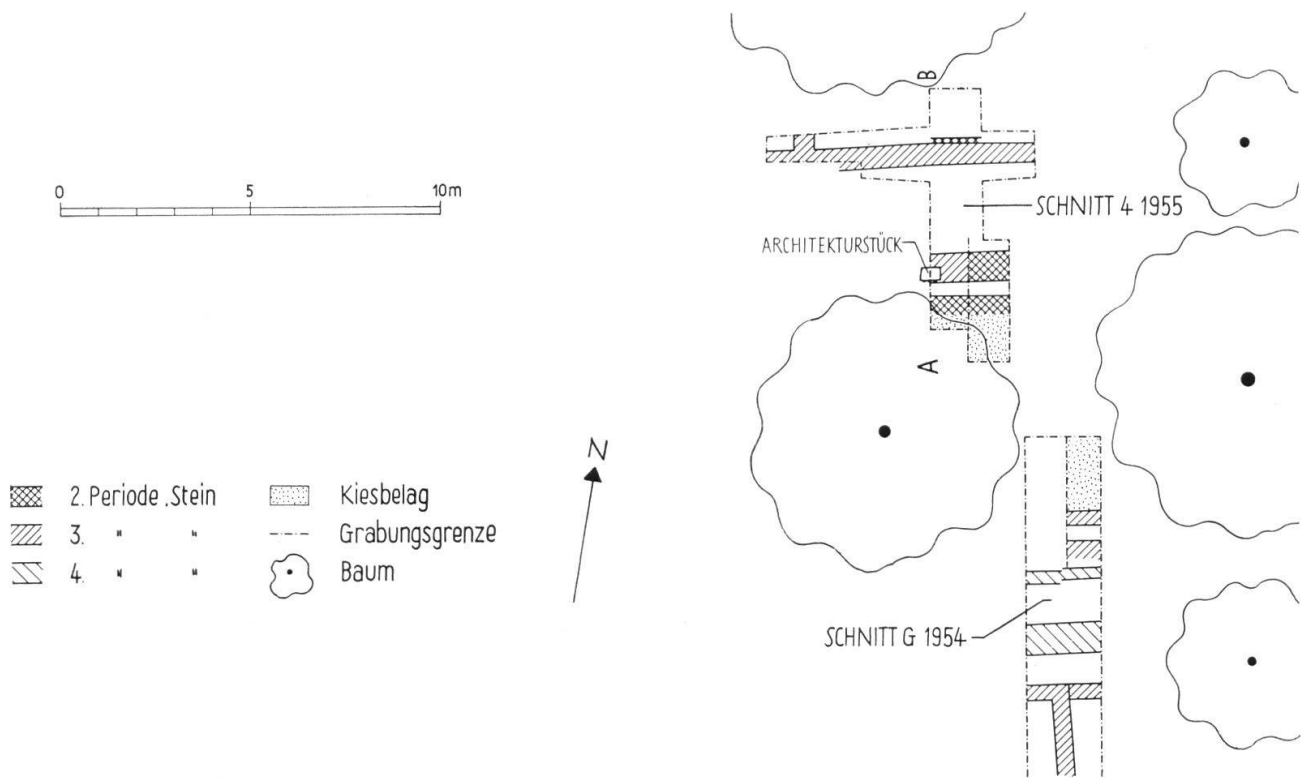 B
0 5 10m
SCHNITT 4 1955
ARCHITEKTURSTÜCK
A
N
2. Periode , Stein
3. " "
4. " "
Kiesbelag
Grabungsgrenze
Baum
SCHNITT G 1954